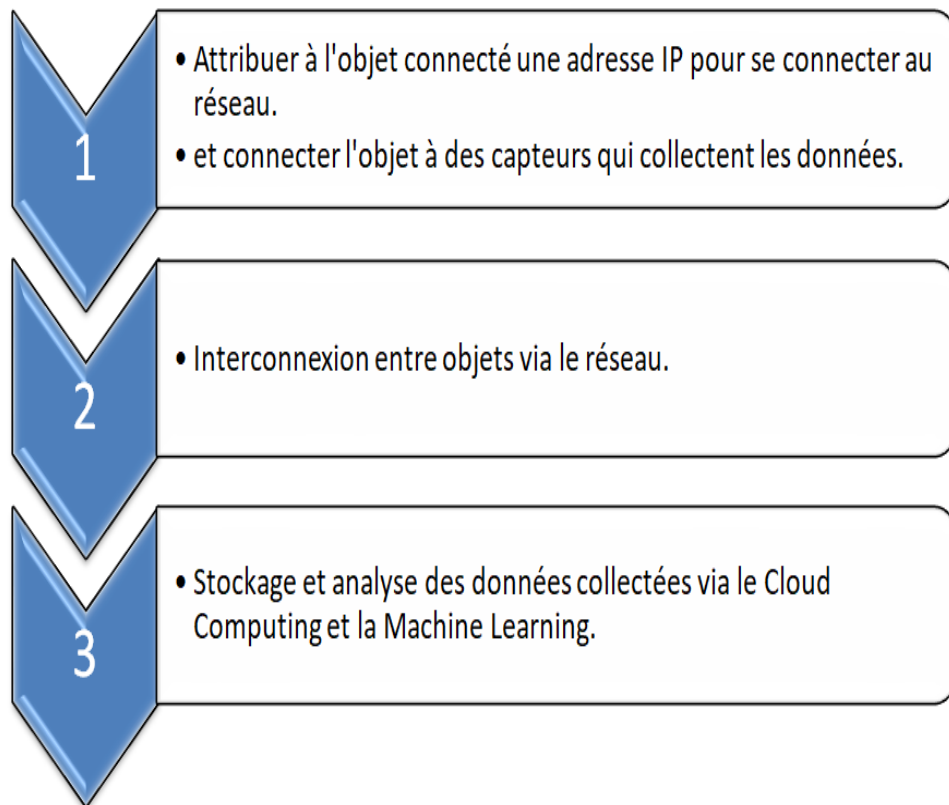 1
• Attribuer à l'objet connecté une adresse IP pour se connecter au
réseau.
• et connecter l'objet à des capteurs qui collectent les données.
2
• Interconnexion entre objets via le réseau.
3
• Stockage et analyse des données collectées via le Cloud
Computing et la Machine Learning.